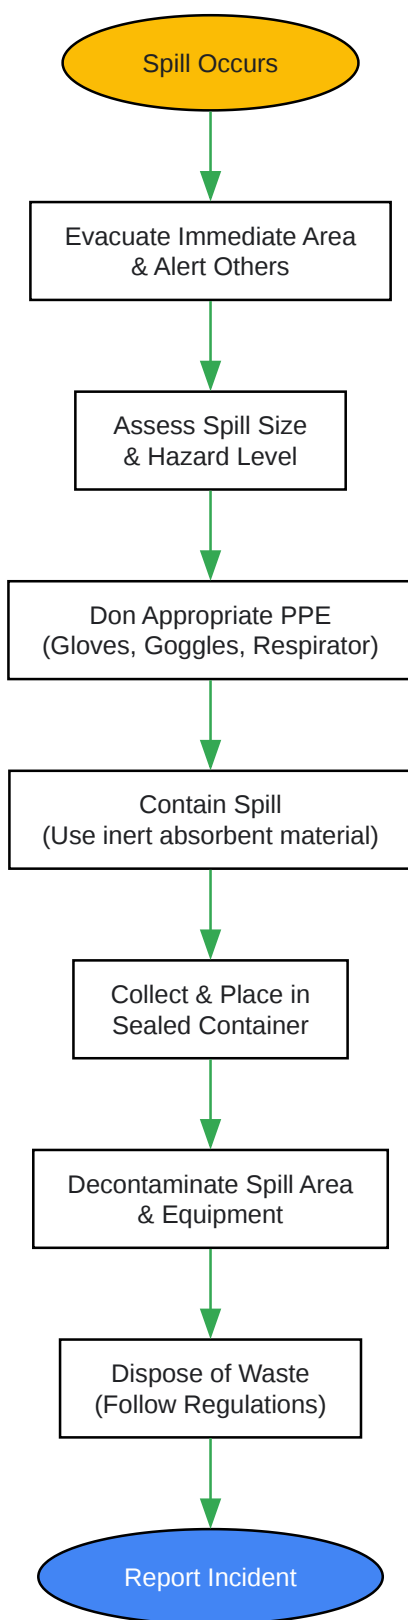 Spill Occurs
Evacuate Immediate Area
& Alert Others
Assess Spill Size
& Hazard Level
Don Appropriate PPE
(Gloves, Goggles, Respirator)
Contain Spill
(Use inert absorbent material)
Collect & Place in
Sealed Container
Decontaminate Spill Area
& Equipment
Dispose of Waste
(Follow Regulations)
Report Incident